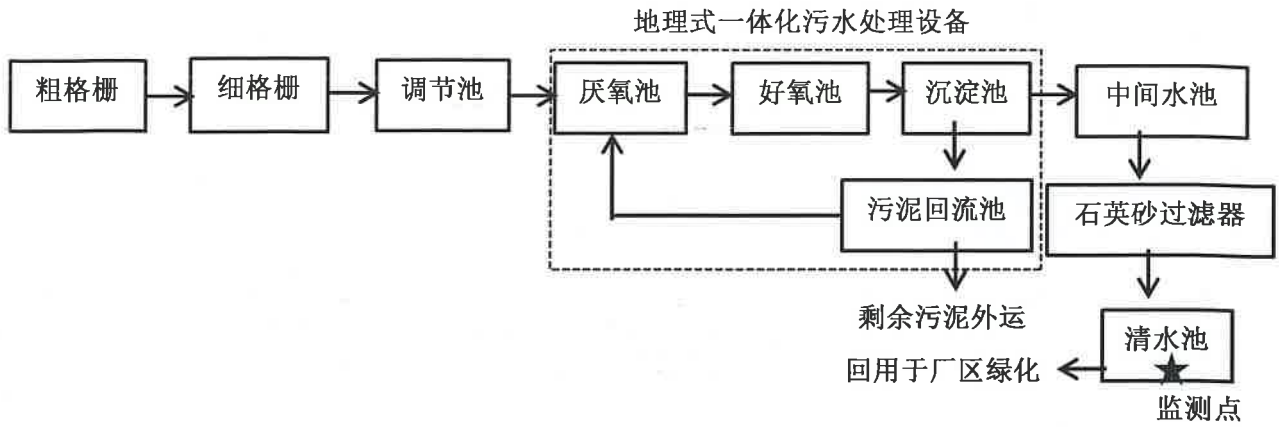 地理式一体化污水处理设备
粗格栅
细格栅
调节池
厌氧池
好氧池
沉淀池
中间水池
污泥回流池
石英砂过滤器
剩余污泥外运
清水池
回用于厂区绿化
监测点